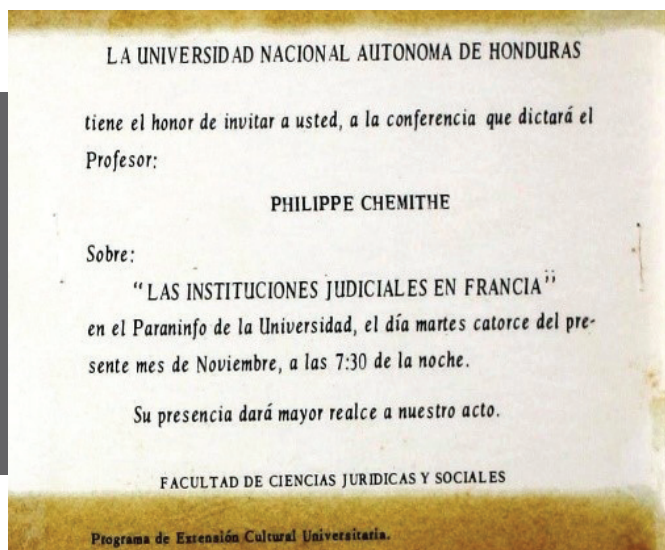 LA UNIVERSIDAD NACIONAL AUTONOMA DE HONDURAS
tiene el honor de invitar a usted, a la conferencia que dictará el
Profesor:
PHILIPPE CHEMITHE
Sobre:
"LAS INSTITUCIONES JUDICIALES EN FRANCIA"
en el Paraninfo de la Universidad, el día martes catorce del pre-
sente mes de Noviembre, a las 7:30 de la noche.
Su presencia dará mayor realce a nuestro acto.
FACULTAD DE CIENCIAS JURIDICAS Y SOCIALES
Programa de Extensión Cultural Universitaria.